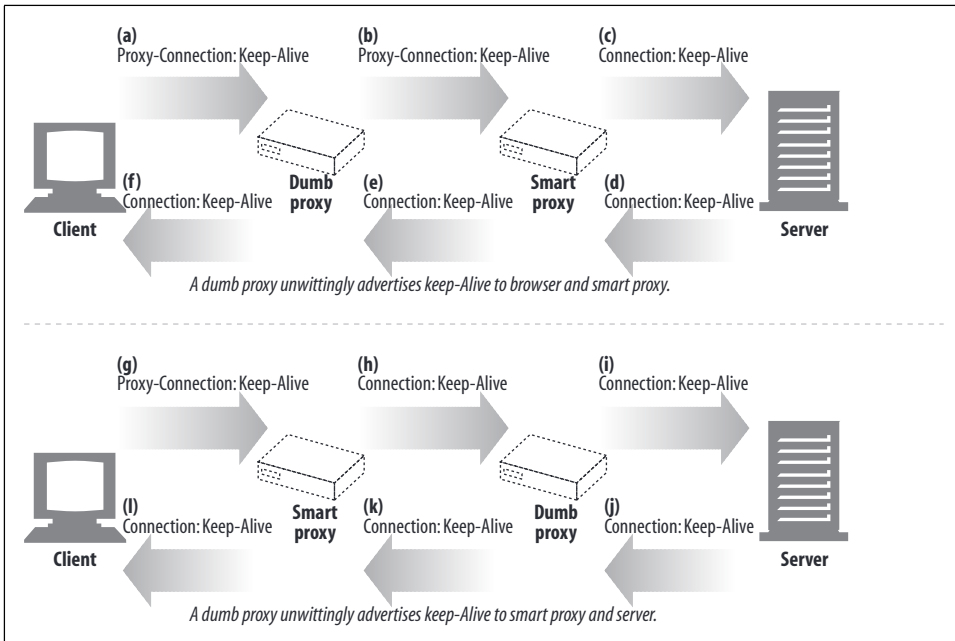 (a)
Proxy-Connection: Keep-Alive
(b)
Proxy-Connection: Keep-Alive
(c)
Connection: Keep-Alive
Client
(f)
Connection: Keep-Alive
Dumb
proxy
(e)
Connection: Keep-Alive
Smart
proxy
(d)
Connection: Keep-Alive
Server
A dumb proxy unwittingly advertises keep-Alive to browser and smart proxy.
(g)
Proxy-Connection: Keep-Alive
(h)
Connection: Keep-Alive
(i)
Connection: Keep-Alive
Client
(l)
Connection: Keep-Alive
Smart
proxy
(k)
Connection: Keep-Alive
Dumb
proxy
(j)
Connection: Keep-Alive
Server
A dumb proxy unwittingly advertises keep-Alive to smart proxy and server.